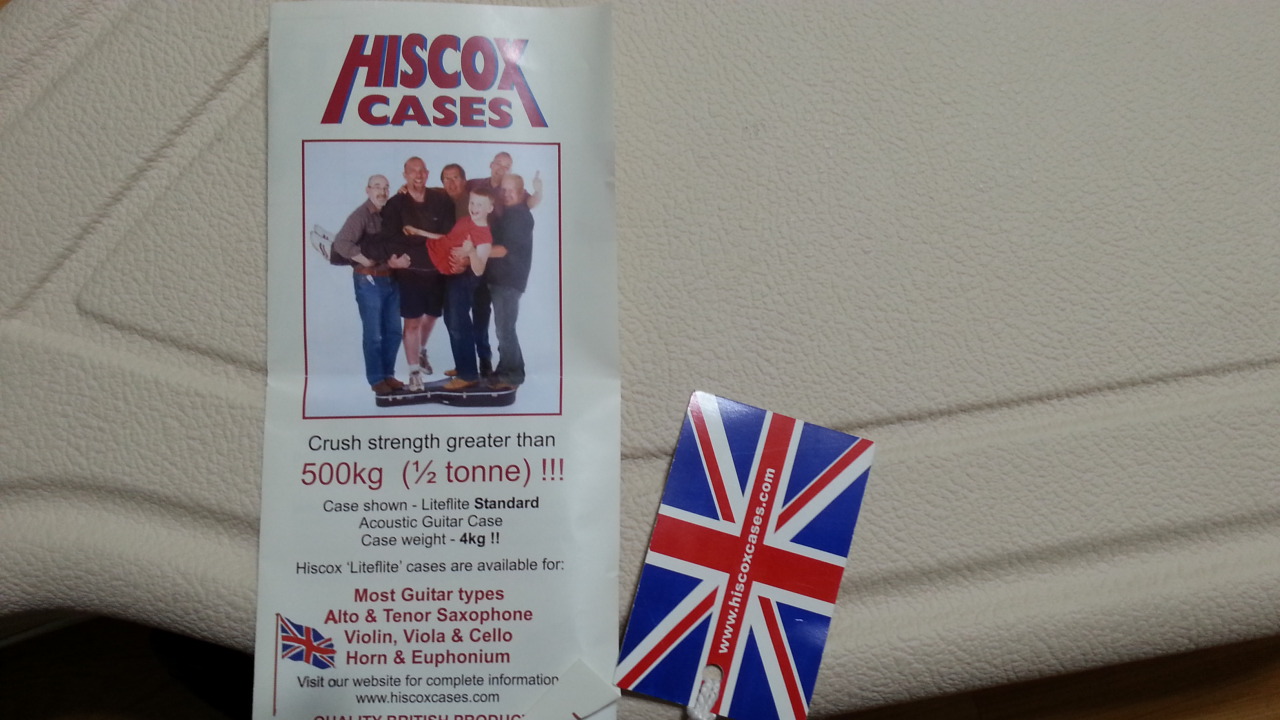 HISCOX
CASES
Crush strength greater than
500kg (½ tonne) !!!
Case shown - Liteflite Standard
Acoustic Guitar Case
Case weight - 4kg !!
Hiscox 'Liteflite' cases are available for:
Most Guitar types
Alto & Tenor Saxophone
Violin, Viola & Cello
Horn & Euphonium
Visit our website for complete information
www.hiscoxcases.com
QUALITY BRITISH
www.hiscoxcases.com